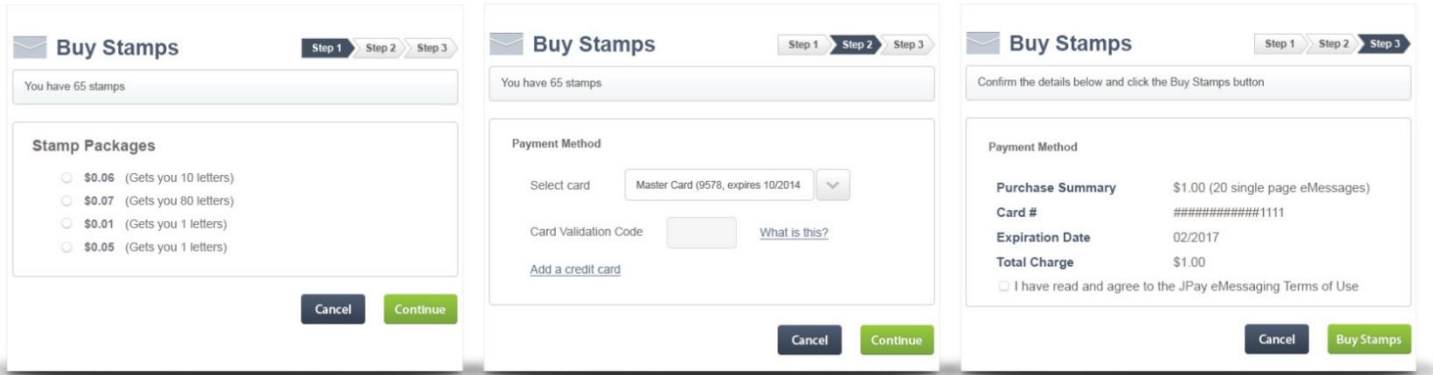 Buy Stamps
Step 1 Step 2 Step 3
You have 65 stamps
Stamp Packages
$0.06 (Gets you 10 letters)
$0.07 (Gets you 80 letters)
$0.01 (Gets you 1 letters)
$0.05 (Gets you 1 letters)
Cancel Continue
Buy Stamps
Step 1 Step 2 Step 3
You have 65 stamps
Payment Method
Select card Master Card (9578, expires 10/2014
Card Validation Code What is this?
Add a credit card
Cancel Continue
Buy Stamps
Step 1 Step 2 Step 3
Confirm the details below and click the Buy Stamps button
Payment Method
Purchase Summary $1.00 (20 single page eMessages)
Card # ############1111
Expiration Date 02/2017
Total Charge $1.00
I have read and agree to the JPay eMessaging Terms of Use
Cancel Buy Stamps